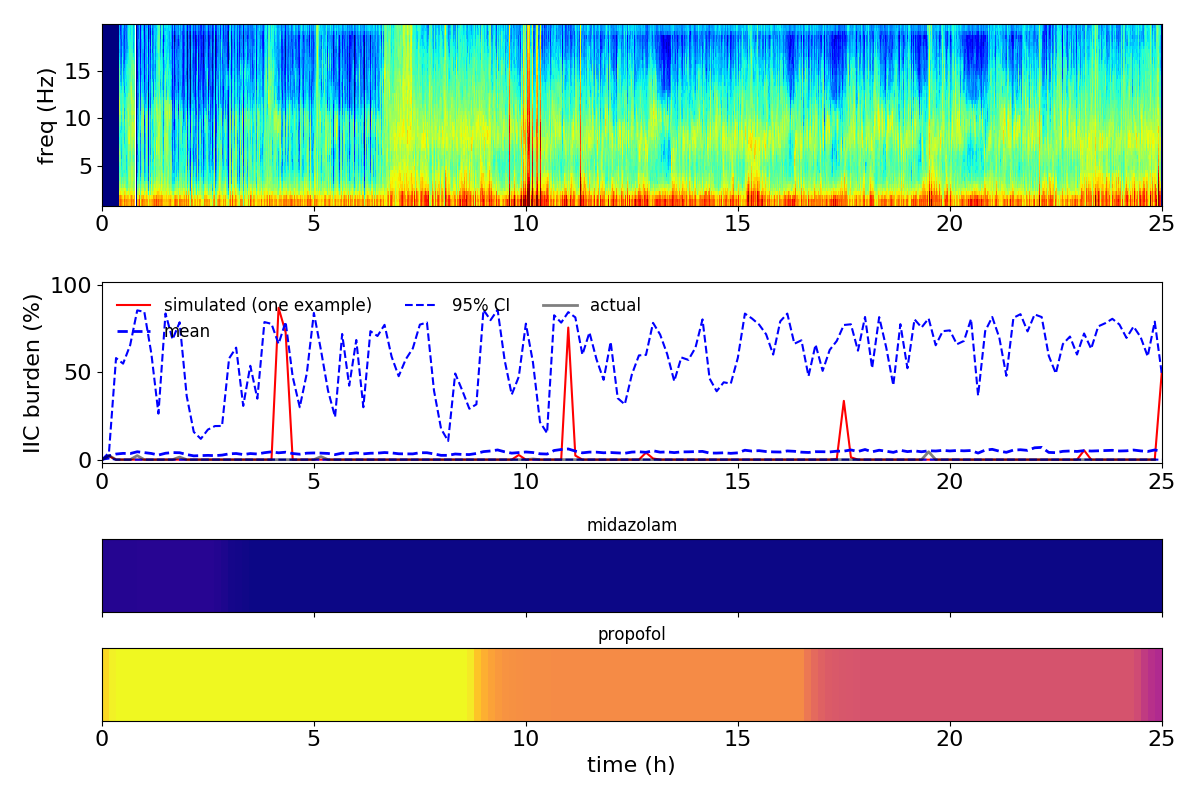 freq (Hz)
15
10
5
0 5 10 15 20 25
IIC burden (%)
100
50
0
simulated (one example) 95% CI actual
mean
0 5 10 15 20 25
midazolam
propofol
0 5 10 15 20 25
time (h)